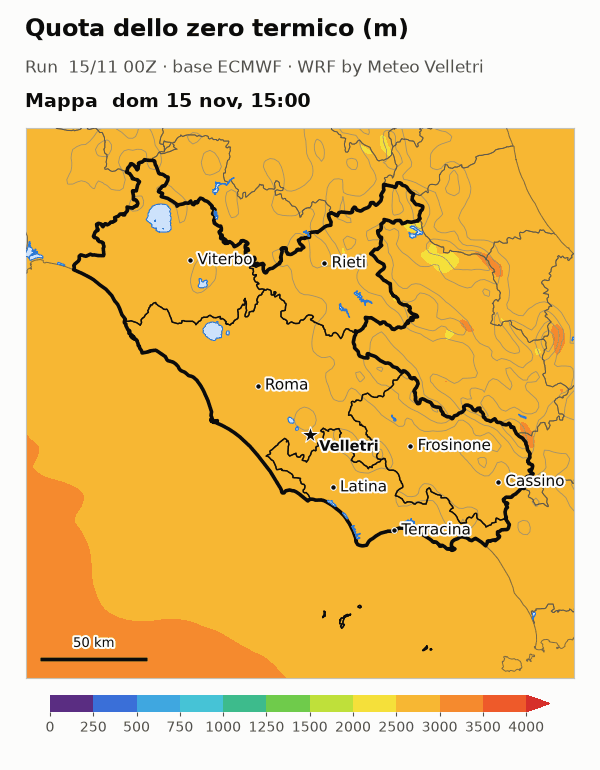 Quota dello zero termico (m)
Run  15/11 00Z · base ECMWF · WRF by Meteo Velletri
Mappa  dom 15 nov, 15:00
Viterbo
Rieti
Roma
Velletri
Frosinone
Cassino
Latina
Terracina
50 km
0 250 500 750 1000 1250 1500 2000 2500 3000 3500 4000